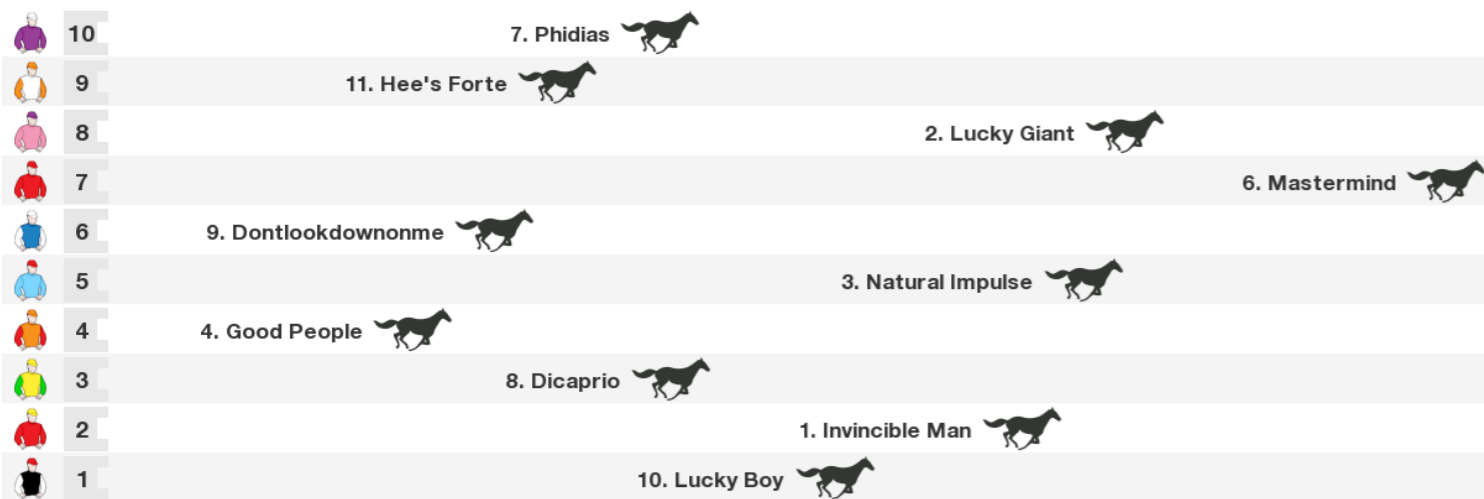 10 7. Phidias
9 11. Hee's Forte
8 2. Lucky Giant
7 6. Mastermind
6 9. Dontlookdownonme
5 3. Natural Impulse
4 4. Good People
3 8. Dicaprio
2 1. Invincible Man
1 10. Lucky Boy